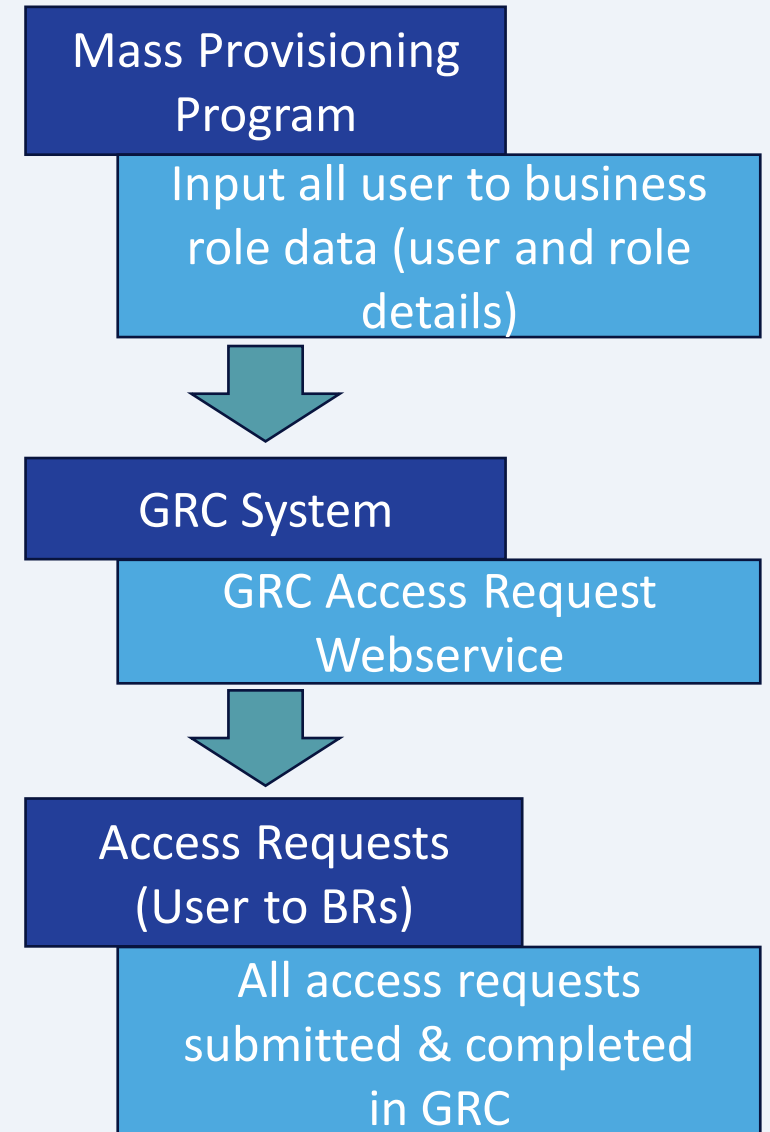 Mass Provisioning
Program
Input all user to business
role data (user and role
details)
GRC System
GRC Access Request
Webservice
Access Requests
(User to BRs)
All access requests
submitted & completed
in GRC